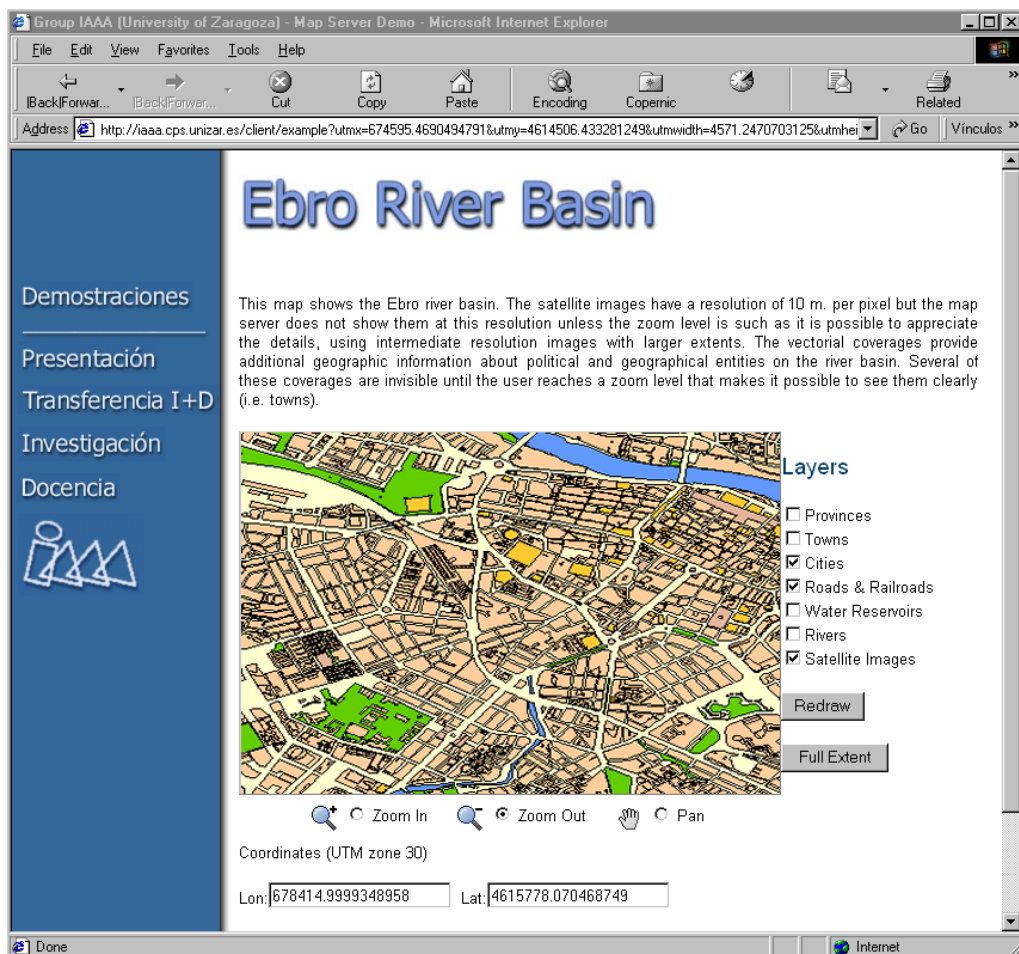 Group IAAA (University of Zaragoza) - Map Server Demo - Microsoft Internet Explorer
File Edit View Favorites Tools Help
|Back|Forwar... |Back|Forwar... Cut Copy Paste Encoding Copernic Related
Address http://iaaa.cps.unizar.es/client/example?utmx=674595.4690494791&utmy=4614506.433281249&utmwidth=4571.2470703125&utmhei Go Vínculos
Ebro River Basin
Demostraciones
Presentación
Transferencia I+D
Investigación
Docencia
IAAA
This map shows the Ebro river basin. The satellite images have a resolution of 10 m. per pixel but the map
server does not show them at this resolution unless the zoom level is such as it is possible to appreciate
the details, using intermediate resolution images with larger extents. The vectorial coverages provide
additional geographic information about political and geographical entities on the river basin. Several of
these coverages are invisible until the user reaches a zoom level that makes it possible to see them clearly
(i.e. towns).
Layers
Provinces
Towns
Cities
Roads & Railroads
Water Reservoirs
Rivers
Satellite Images
Redraw
Full Extent
Zoom In Zoom Out Pan
Coordinates (UTM zone 30)
Lon: 678414.9999348958 Lat: 4615778.070468749
Done Internet